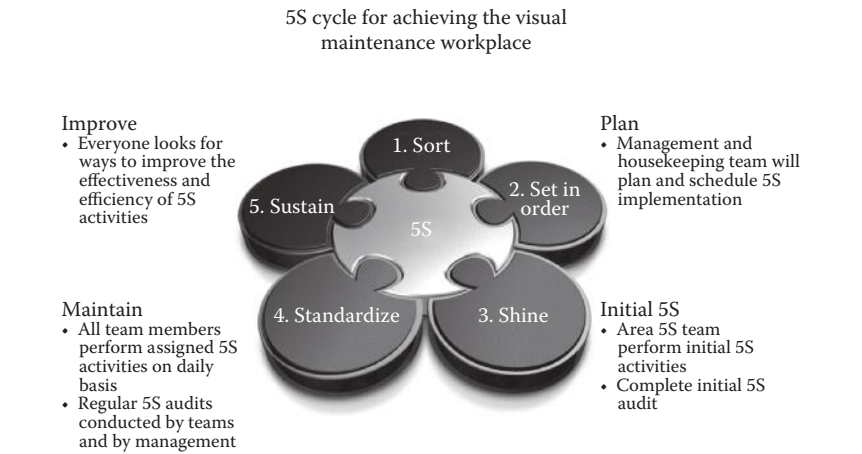 5S cycle for achieving the visual
maintenance workplace
Improve
• Everyone looks for
ways to improve the
effectiveness and
efficiency of 5S
activities
Plan
• Management and
housekeeping team will
plan and schedule 5S
implementation
1. Sort
2. Set in
order
5. Sustain
5S
4. Standardize
3. Shine
Maintain
• All team members
perform assigned 5S
activities on daily
basis
• Regular 5S audits
conducted by teams
and by management
Initial 5S
• Area 5S team
perform initial 5S
activities
• Complete initial 5S
audit